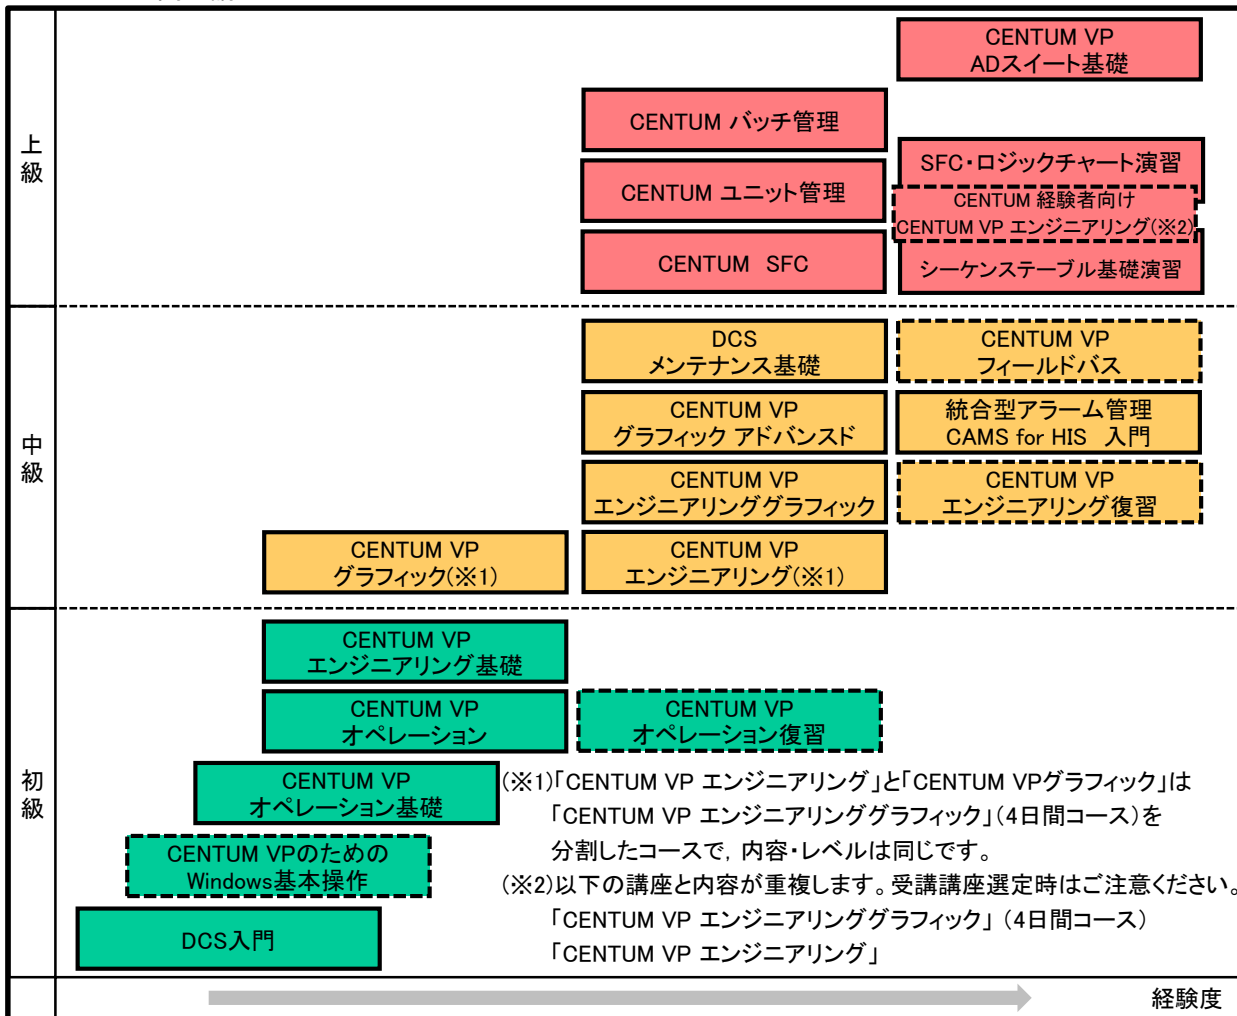 上級
CENTUM VP
ADスイート基礎
CENTUM バッチ管理
SFC・ロジックチャート演習
CENTUM ユニット管理
CENTUM 経験者向け
CENTUM VP エンジニアリング(※2)
CENTUM SFC
シーケンステーブル基礎演習
中級
DCS
メンテナンス基礎
CENTUM VP
フィールドバス
CENTUM VP
グラフィック アドバンスド
統合型アラーム管理
CAMS for HIS 入門
CENTUM VP
エンジニアリンググラフィック
CENTUM VP
エンジニアリング復習
CENTUM VP
グラフィック(※1)
CENTUM VP
エンジニアリング(※1)
初級
CENTUM VP
エンジニアリング基礎
CENTUM VP
オペレーション
CENTUM VP
オペレーション復習
CENTUM VP
オペレーション基礎
CENTUM VPのための
Windows基本操作
DCS入門
(※1)「CENTUM VP エンジニアリング」と「CENTUM VPグラフィック」は
「CENTUM VP エンジニアリンググラフィック」(4日間コース)を
分割したコースで, 内容・レベルは同じです。
(※2)以下の講座と内容が重複します。受講講座選定時はご注意ください。
「CENTUM VP エンジニアリンググラフィック」 (4日間コース)
「CENTUM VP エンジニアリング」
経験度